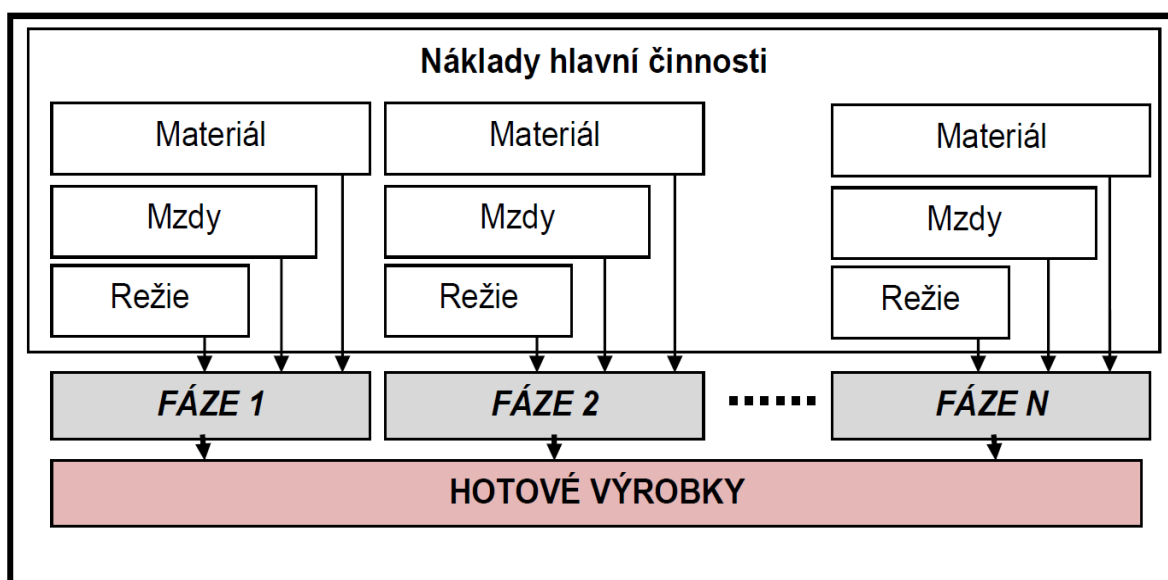 Náklady hlavní činnosti
Materiál
Materiál
Materiál
Mzdy
Mzdy
Mzdy
Režie
Režie
Režie
FÁZE 1
FÁZE 2
FÁZE N
HOTOVÉ VÝROBKY